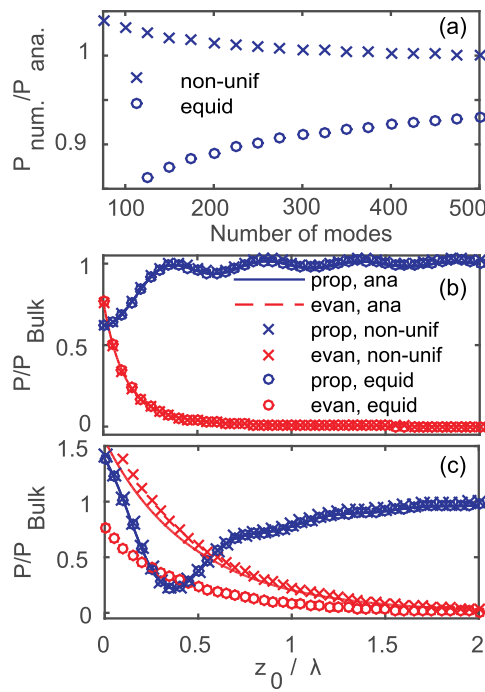 (a)
1
0.9
P num./P ana.
non-unif
equid
100 200 300 400 500
Number of modes
(b)
1
0.5
0
P/P Bulk
prop, ana
evan, ana
prop, non-unif
evan, non-unif
prop, equid
evan, equid
(c)
1.5
1
0.5
0
P/P Bulk
0 0.5 1 1.5 2
z0 / λ